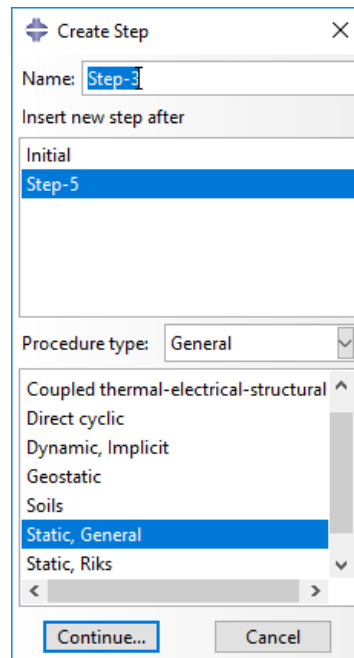 Create Step
Name: Step-3
Insert new step after
Initial
Step-5
Procedure type: General
Coupled thermal-electrical-structural
Direct cyclic
Dynamic, Implicit
Geostatic
Soils
Static, General
Static, Riks
Continue... Cancel